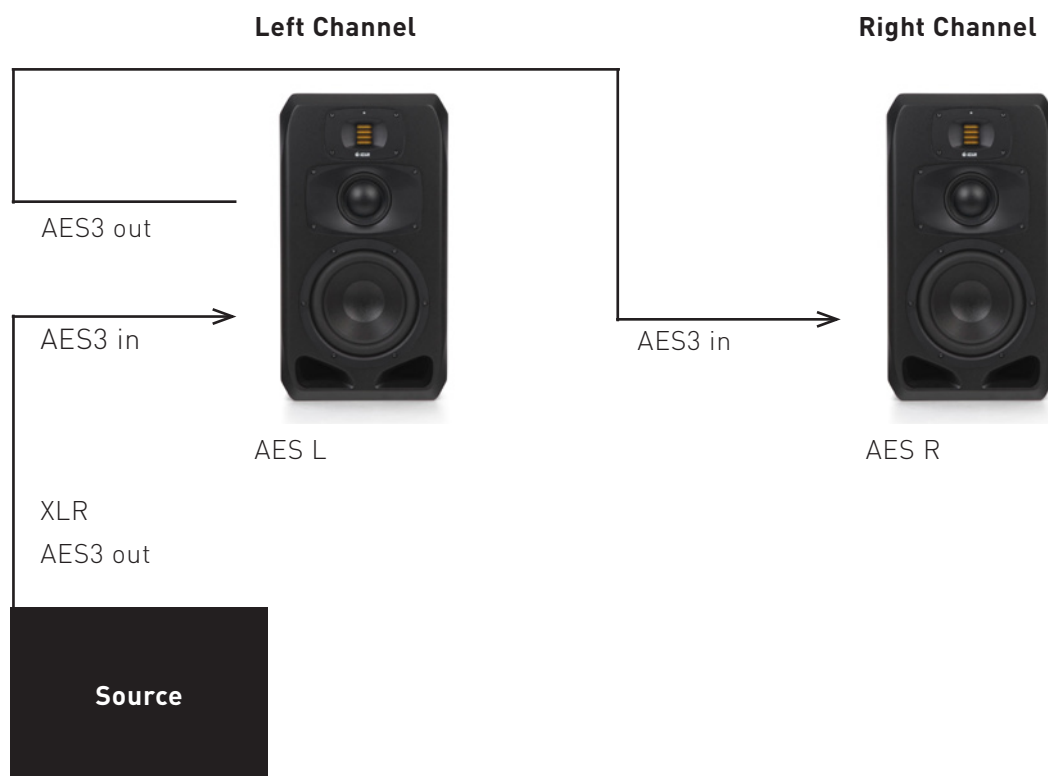 Left Channel
Right Channel
AES3 out
AES3 in
AES3 in
AES L
AES R
XLR
AES3 out
Source